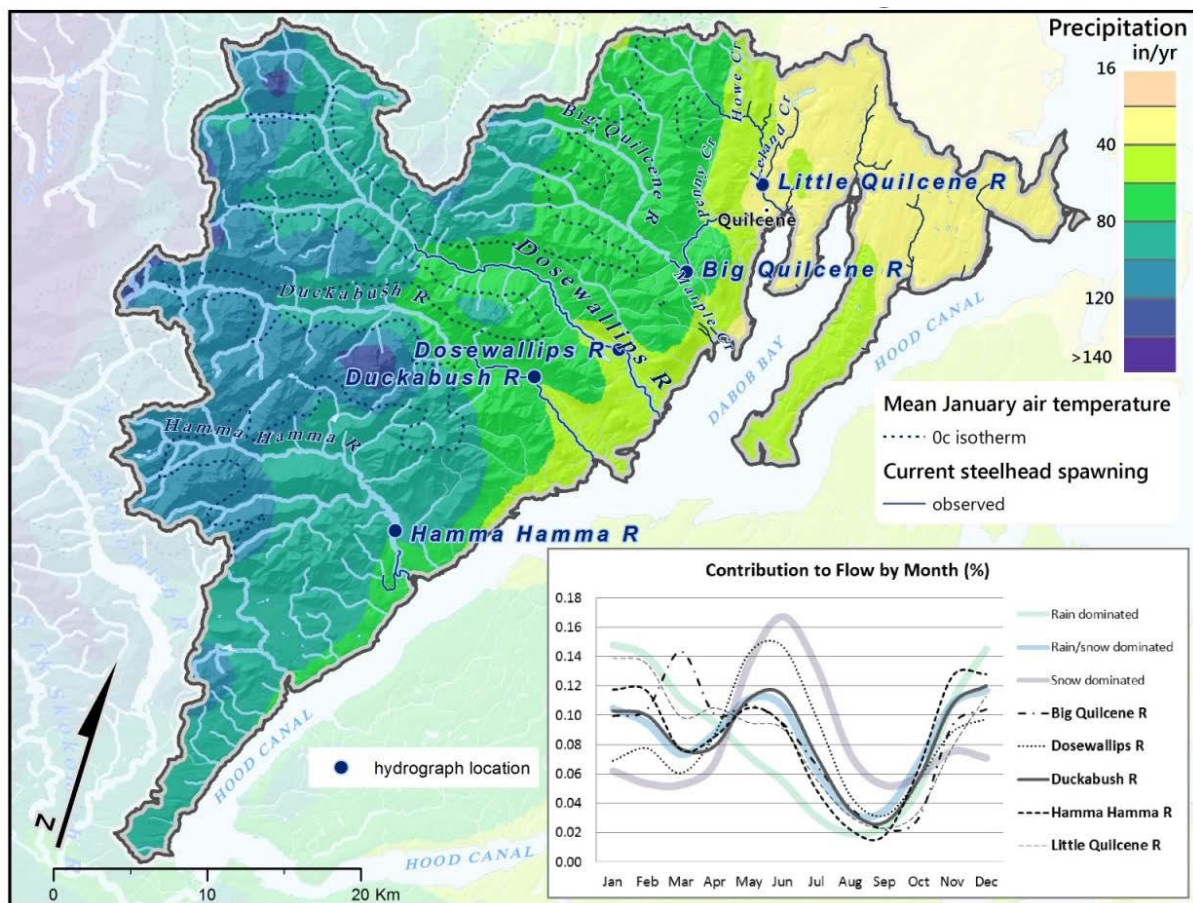 Precipitation
in/yr
16
40
80
120
>140
Mean January air temperature
0c isotherm
Current steelhead spawning
observed
Howe Cr
Leland Cr
Big Quilcene R
Penny Cr
Little Quilcene R
Quilcene
Big Quilcene R
Marple Cr
Dosewallips R
Duckabush R
Dosewallips R
Duckabush R
DABOB BAY
HOOD CANAL
Hamma Hamma R
Hamma Hamma R
HOOD CANAL
HOOD CANAL
hydrograph location
N
0 10 20 Km
Contribution to Flow by Month (%)
0.18
0.16
0.14
0.12
0.10
0.08
0.06
0.04
0.02
0.00
Jan Feb Mar Apr May Jun Jul Aug Sep Oct Nov Dec
Rain dominated
Rain/snow dominated
Snow dominated
Big Quilcene R
Dosewallips R
Duckabush R
Hamma Hamma R
Little Quilcene R